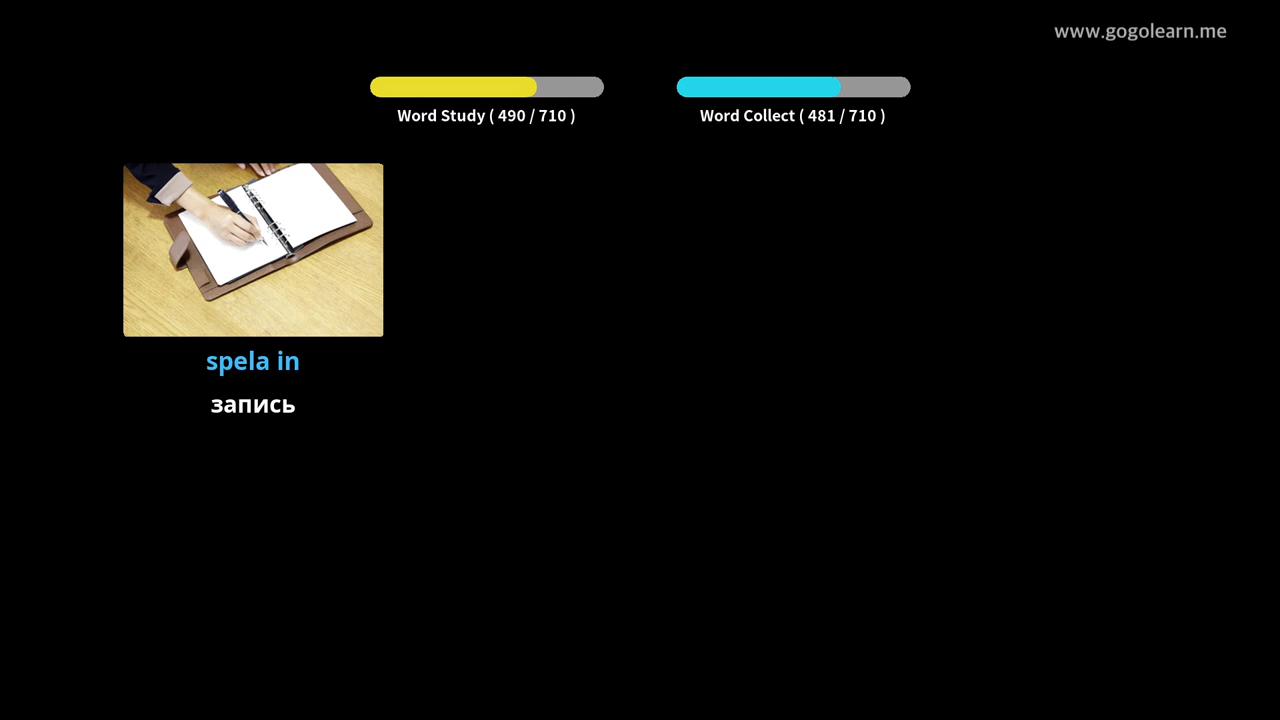 www.gogolearn.me
Word Study ( 490 / 710 )
Word Collect ( 481 / 710 )
spela in
запись